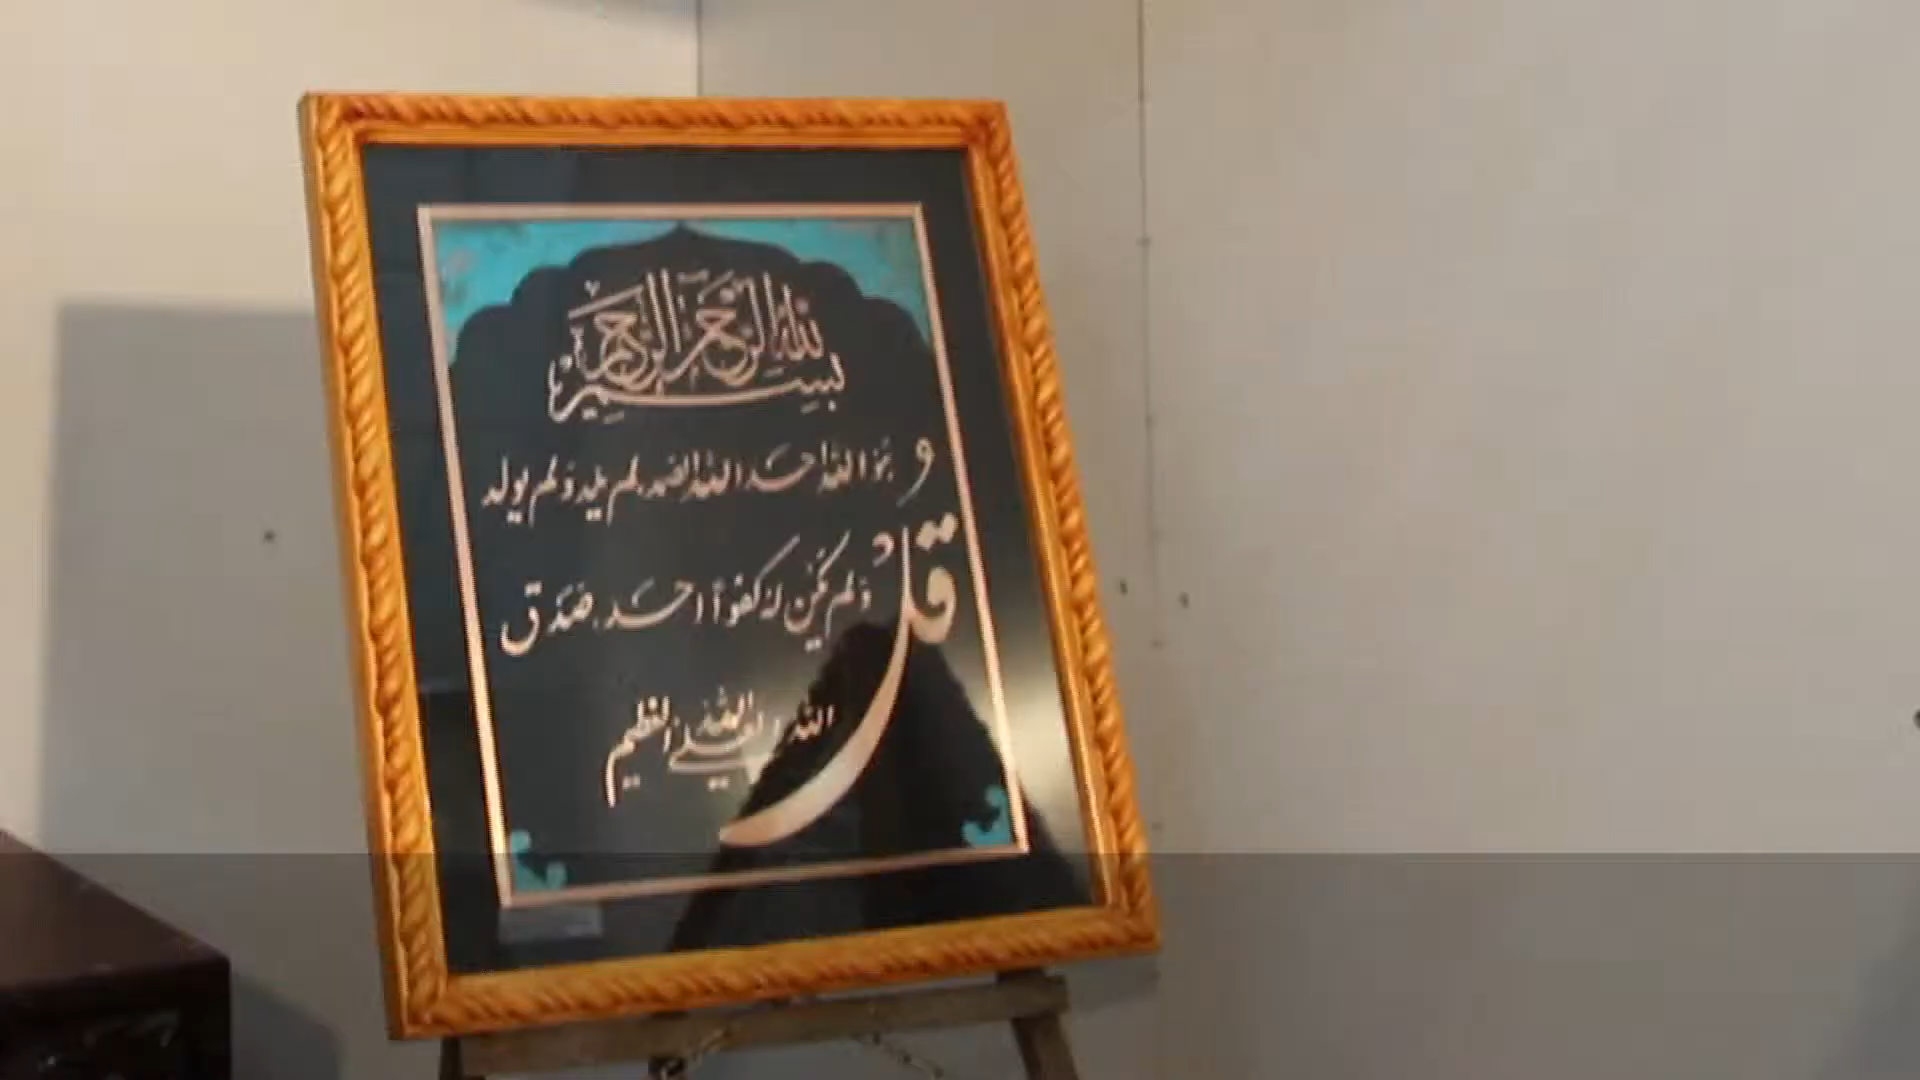 بسم الله الرحمن الرحيم
قل هو الله احد الله الصمد لم يلد ولم يولد
ولم يكن له كفوا احد صدق
الله العلي العظيم